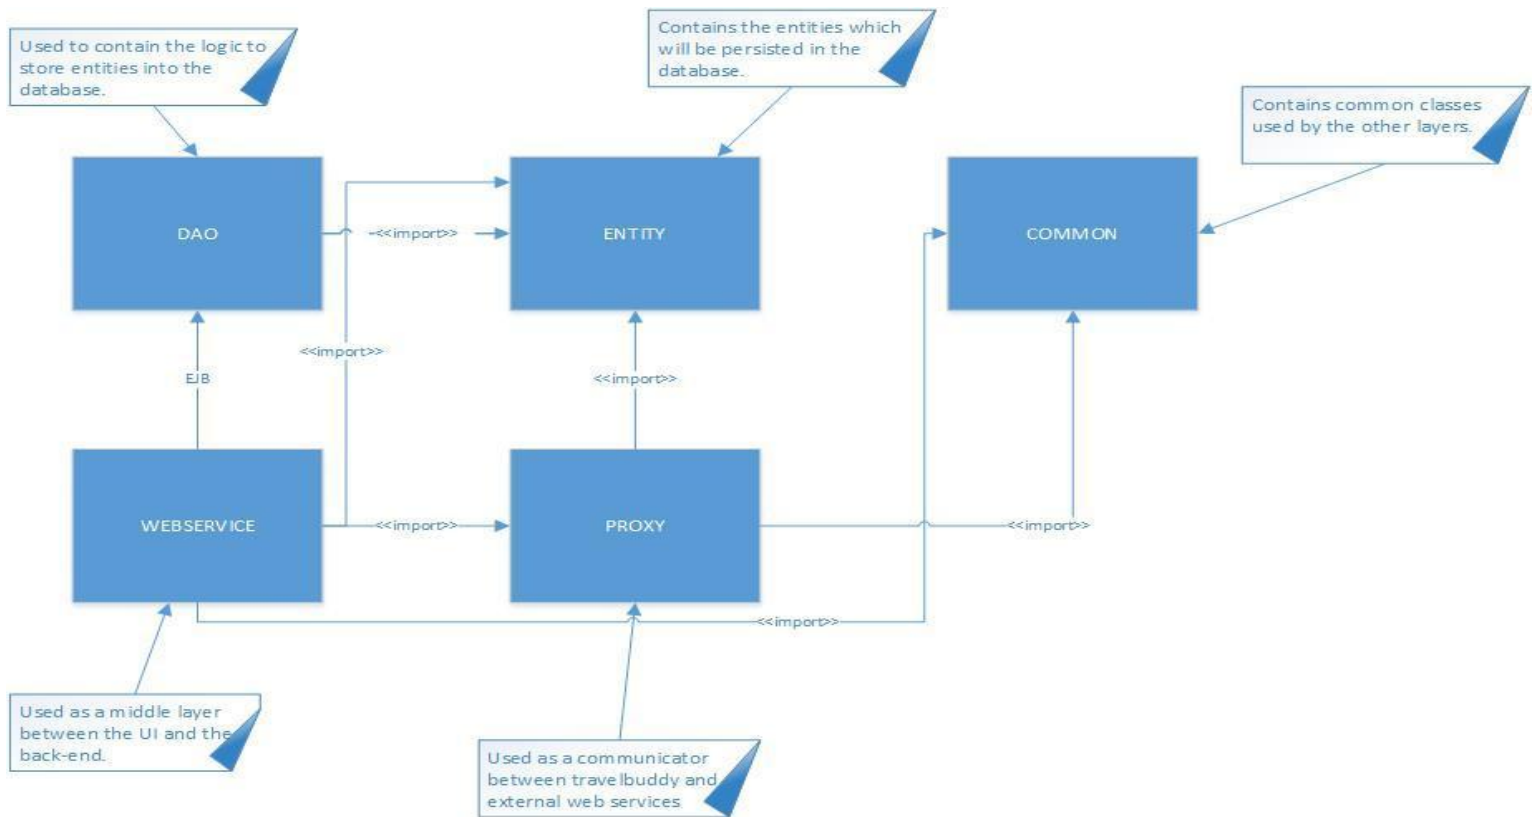 Used to contain the logic to
store entities into the
database.
Contains the entities which
will be persisted in the
database.
Contains common classes
used by the other layers.
DAO
<<import>>
ENTITY
COMMON
<<import>>
EJB
<<import>>
WEBSERVICE
<<import>>
PROXY
<<import>>
<<import>>
Used as a middle layer
between the UI and the
back-end.
Used as a communicator
between travelbuddy and
external web services